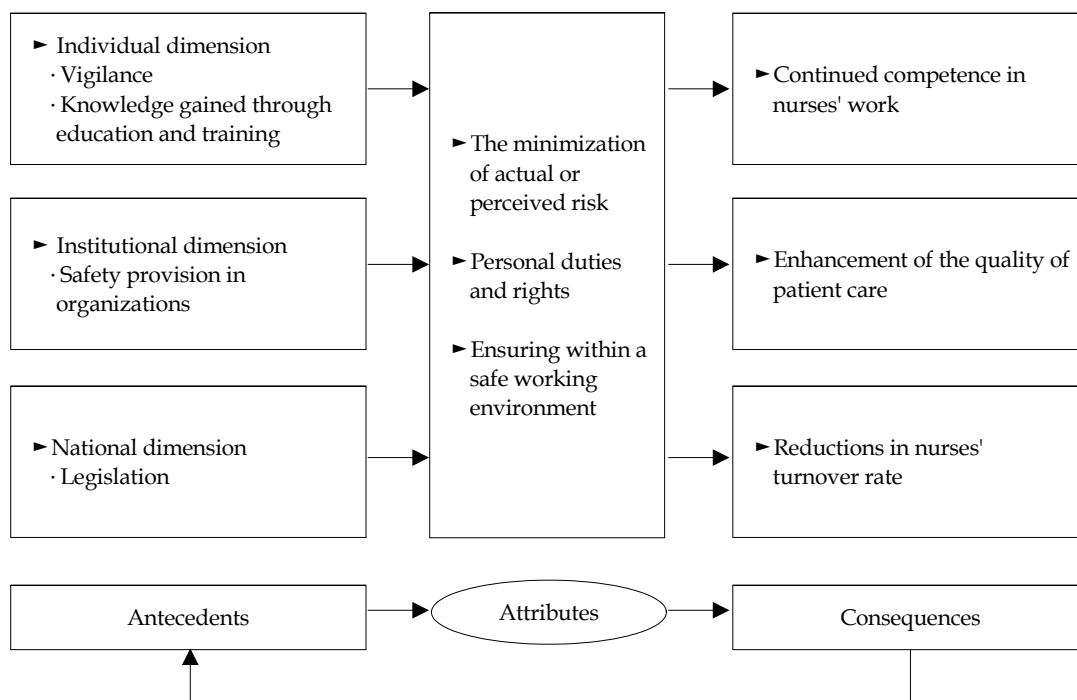 ► Individual dimension
· Vigilance
· Knowledge gained through
education and training
► Institutional dimension
· Safety provision in
organizations
► National dimension
· Legislation
► The minimization
of actual or
perceived risk
► Personal duties
and rights
► Ensuring within a
safe working
environment
► Continued competence in
nurses' work
► Enhancement of the quality of
patient care
► Reductions in nurses'
turnover rate
Antecedents
Attributes
Consequences